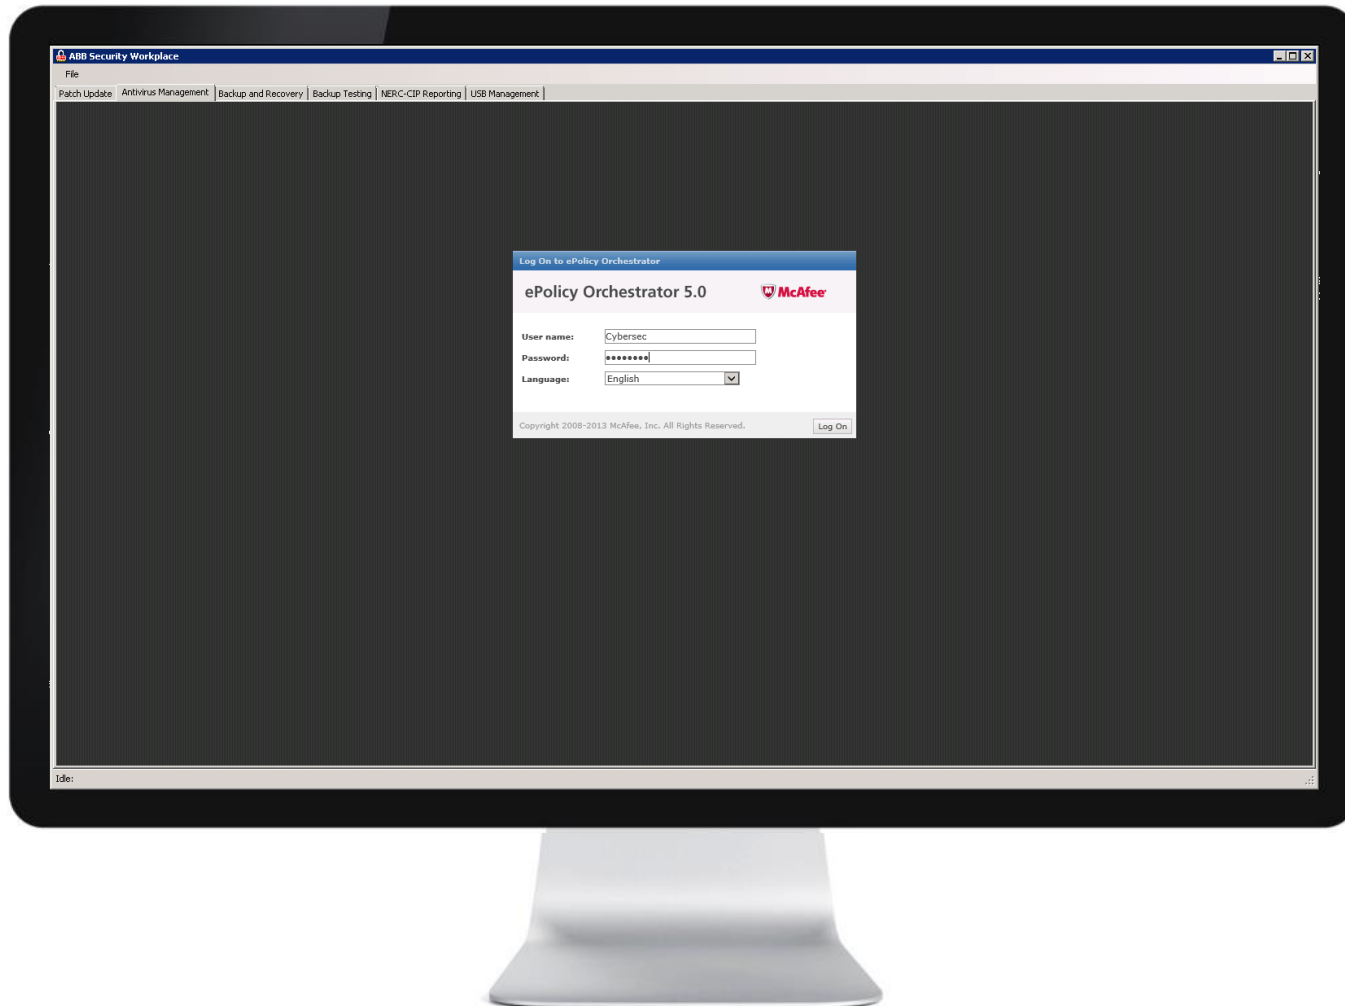 ABB Security Workplace
File
Patch Update Antivirus Management Backup and Recovery Backup Testing NERC-CIP Reporting USB Management
Log On to ePolicy Orchestrator
ePolicy Orchestrator 5.0 McAfee
User name: Cybersec
Password: ••••••••
Language: English
Copyright 2008-2013 McAfee, Inc. All Rights Reserved. Log On
Idle: